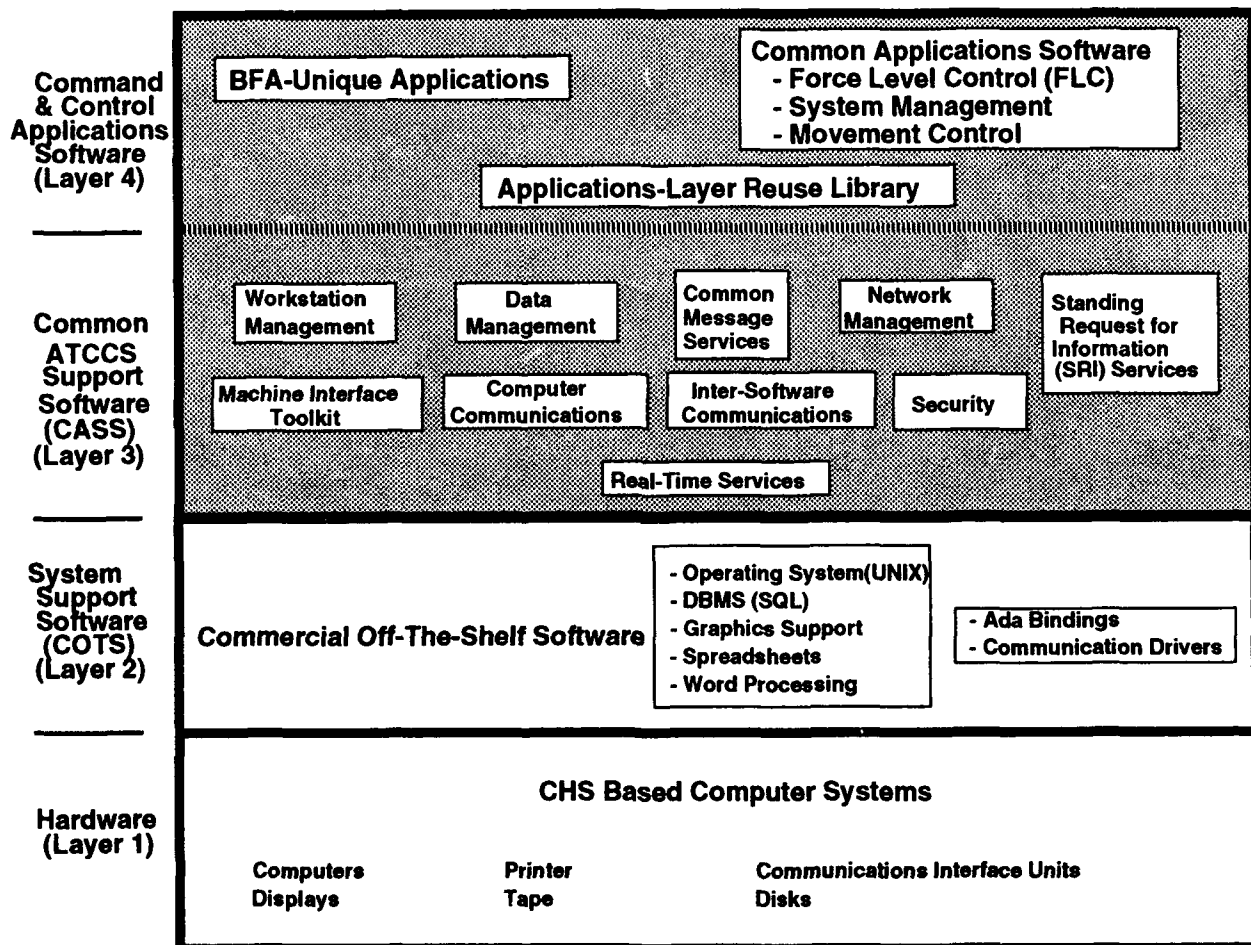 Command
& Control
Applications
Software
(Layer 4)
BFA-Unique Applications
Common Applications Software
- Force Level Control (FLC)
- System Management
- Movement Control
Applications-Layer Reuse Library
Common
ATCCS
Support
Software
(CASS)
(Layer 3)
Workstation
Management
Data
Management
Common
Message
Services
Network
Management
Standing
Request for
Information
(SRI) Services
Machine Interface
Toolkit
Computer
Communications
Inter-Software
Communications
Security
Real-Time Services
System
Support
Software
(COTS)
(Layer 2)
Commercial Off-The-Shelf Software
- Operating System(UNIX)
- DBMS (SQL)
- Graphics Support
- Spreadsheets
- Word Processing
- Ada Bindings
- Communication Drivers
Hardware
(Layer 1)
CHS Based Computer Systems
Computers
Displays
Printer
Tape
Communications Interface Units
Disks